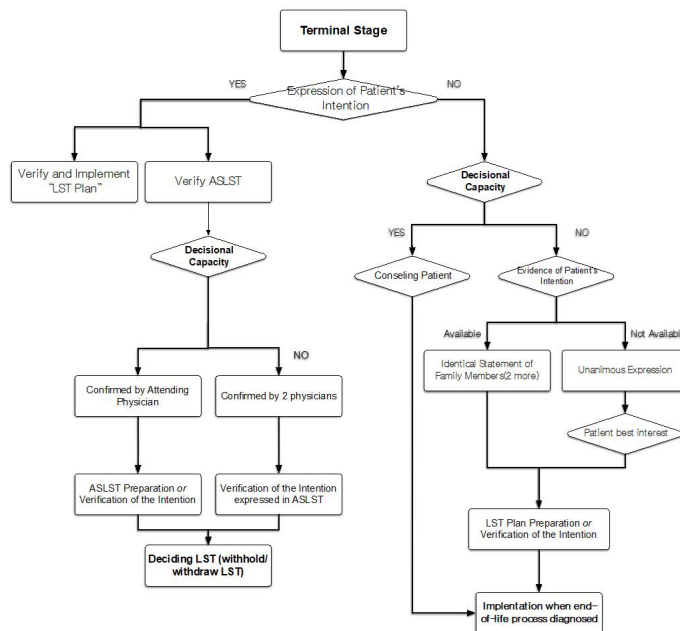 Terminal Stage
YES
Expression of Patient's
Intention
NO
Verify and Implement
"LST Plan"
Verify ASLST
Decisional
Capacity
Decisional
Capacity
YES
NO
Conseling Patient
Evidence of Patient's
Intention
Available
Not Available
Identical Statement of
Family Members(2 more)
Unanimous Expression
NO
Confirmed by Attending
Physician
Confirmed by 2 physicians
Patient best interest
ASLST Preparation or
Verification of the Intention
Verification of the Intention
expressed in ASLST
LST Plan Preparation or
Verification of the Intention
Deciding LST (withhold/
withdraw LST)
Implentation when end-
of-life process diagnosed